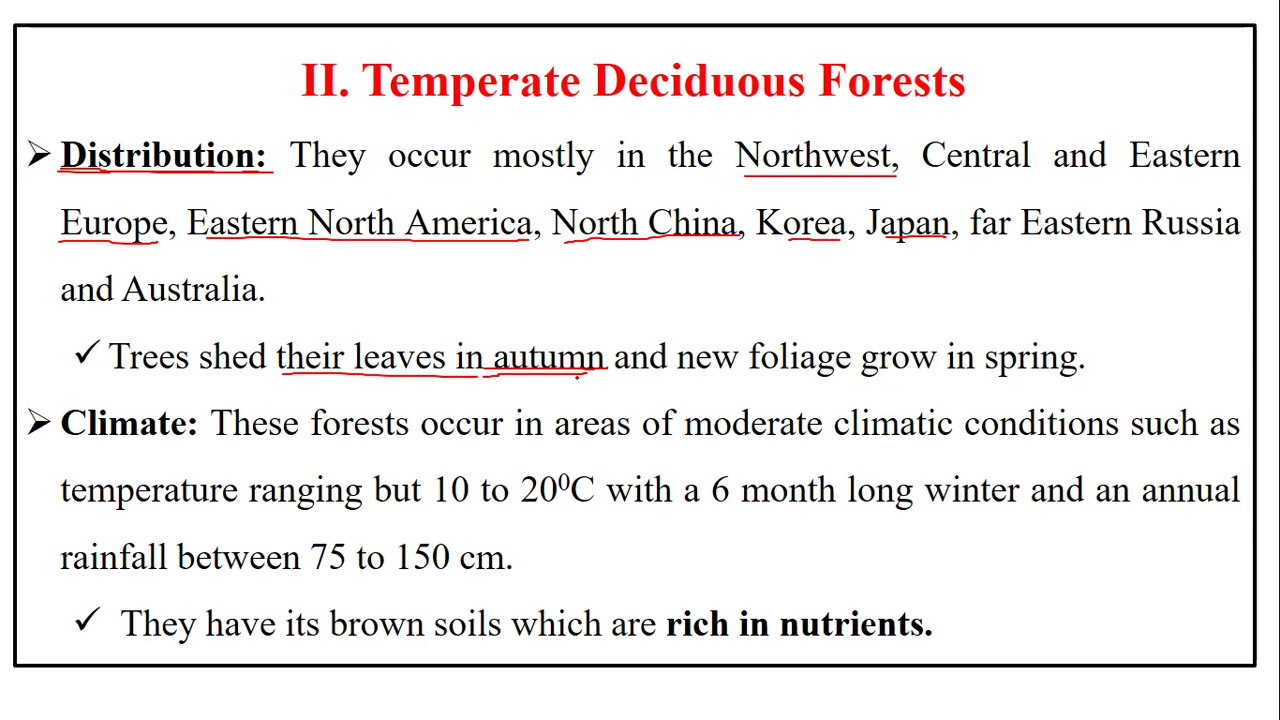 II. Temperate Deciduous Forests
➢ Distribution: They occur mostly in the Northwest, Central and Eastern
Europe, Eastern North America, North China, Korea, Japan, far Eastern Russia
and Australia.
✓ Trees shed their leaves in autumn and new foliage grow in spring.
➢ Climate: These forests occur in areas of moderate climatic conditions such as
temperature ranging but 10 to 20⁰C with a 6 month long winter and an annual
rainfall between 75 to 150 cm.
✓ They have its brown soils which are rich in nutrients.